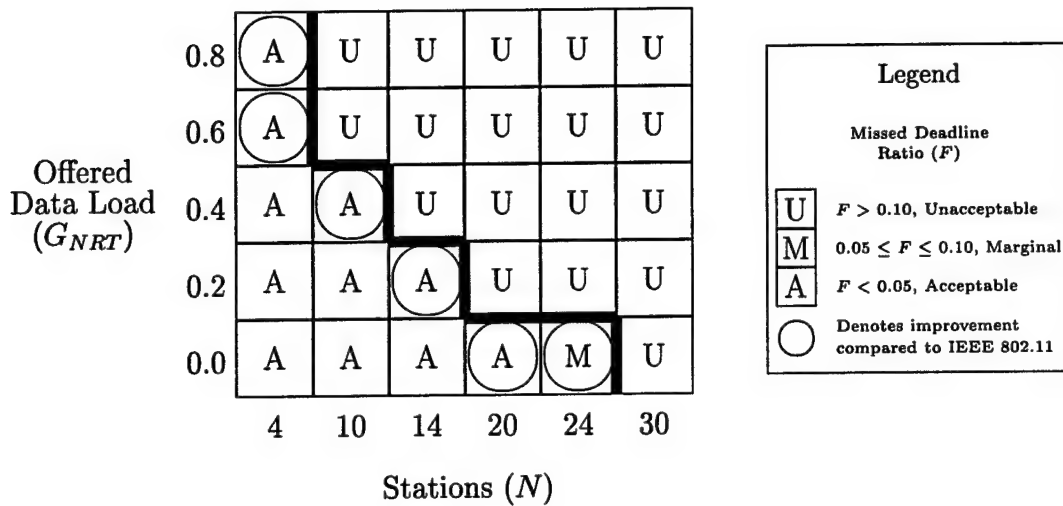 0.8 A U U U U U
0.6 A U U U U U
0.4 A A U U U U
0.2 A A A U U U
0.0 A A A A M U
4 10 14 20 24 30
Offered
Data Load
(G_NRT)
Stations (N)
Legend
Missed Deadline
Ratio (F)
U F > 0.10, Unacceptable
M 0.05 ≤ F ≤ 0.10, Marginal
A F < 0.05, Acceptable
Denotes improvement
compared to IEEE 802.11